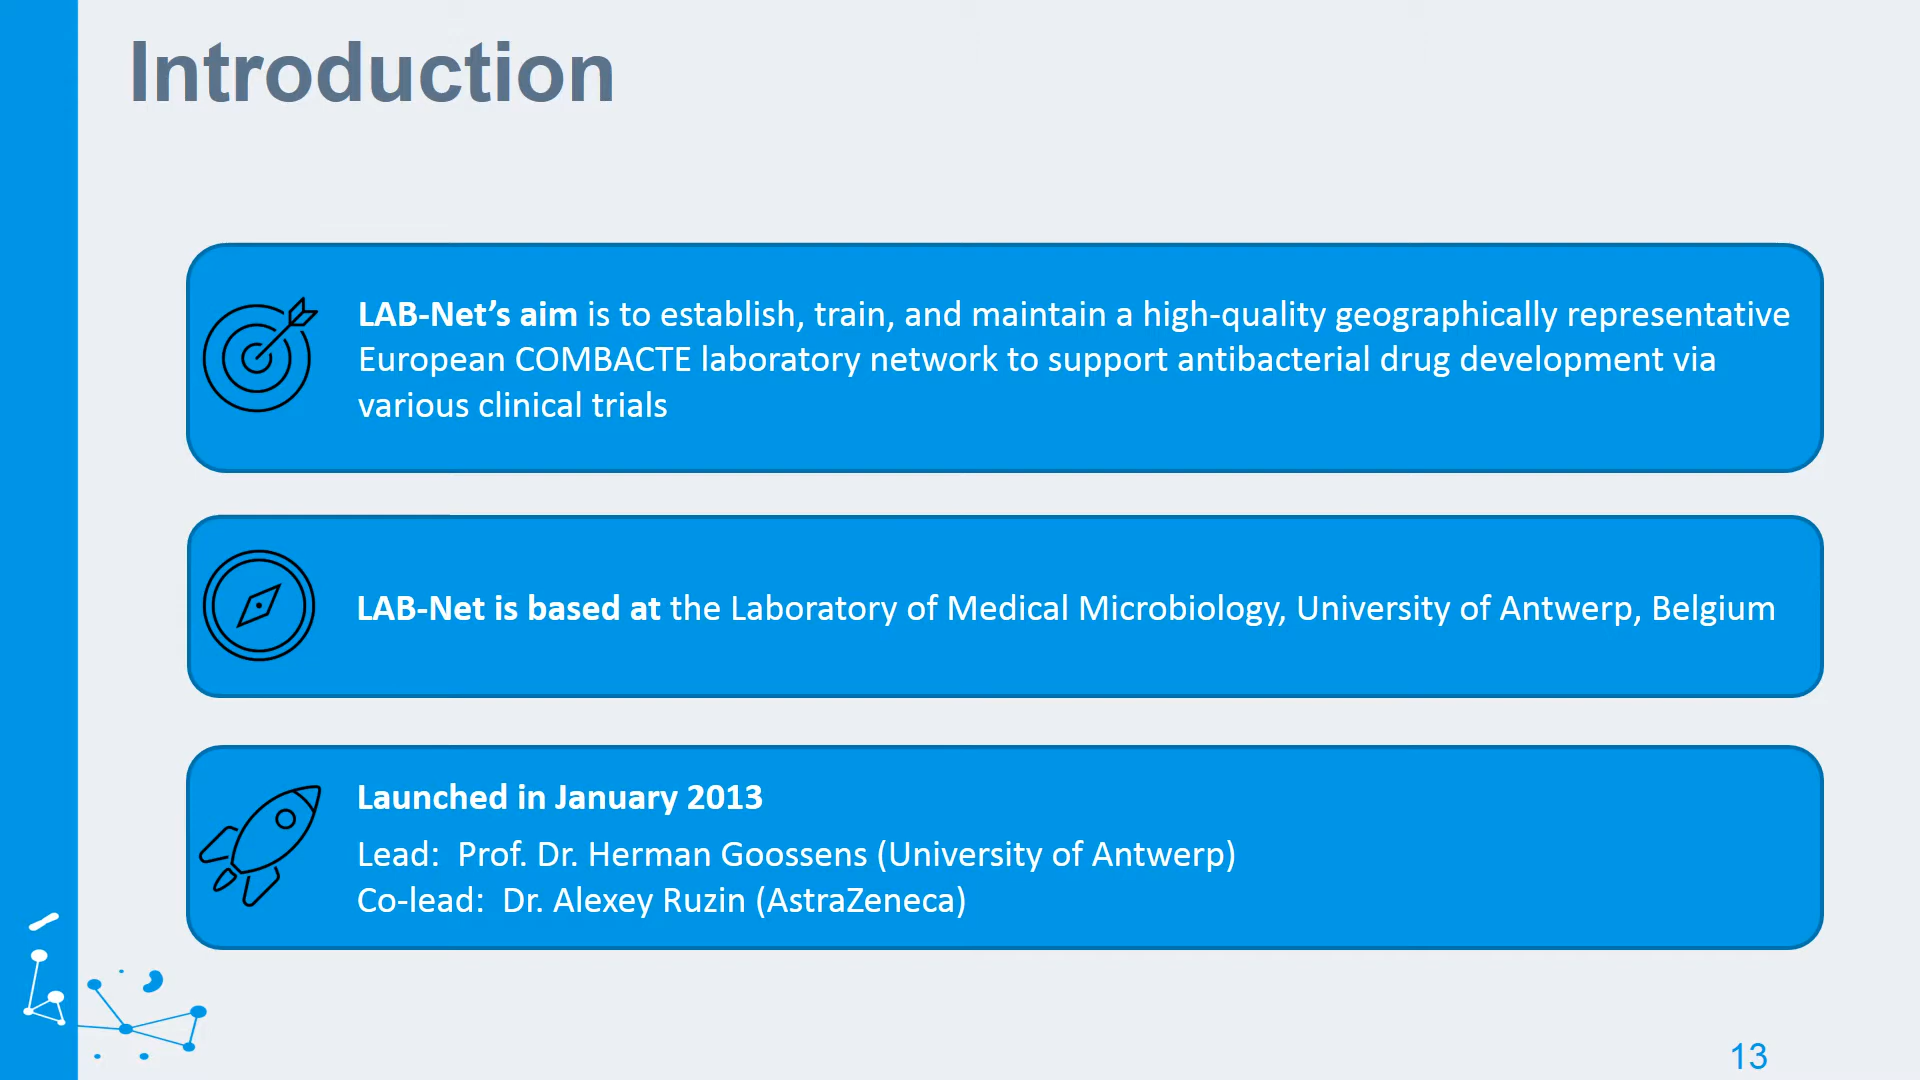 Introduction
LAB-Net’s aim is to establish, train, and maintain a high-quality geographically representative
European COMBACTE laboratory network to support antibacterial drug development via
various clinical trials
LAB-Net is based at the Laboratory of Medical Microbiology, University of Antwerp, Belgium
Launched in January 2013
Lead:  Prof. Dr. Herman Goossens (University of Antwerp)
Co-lead:  Dr. Alexey Ruzin (AstraZeneca)
13